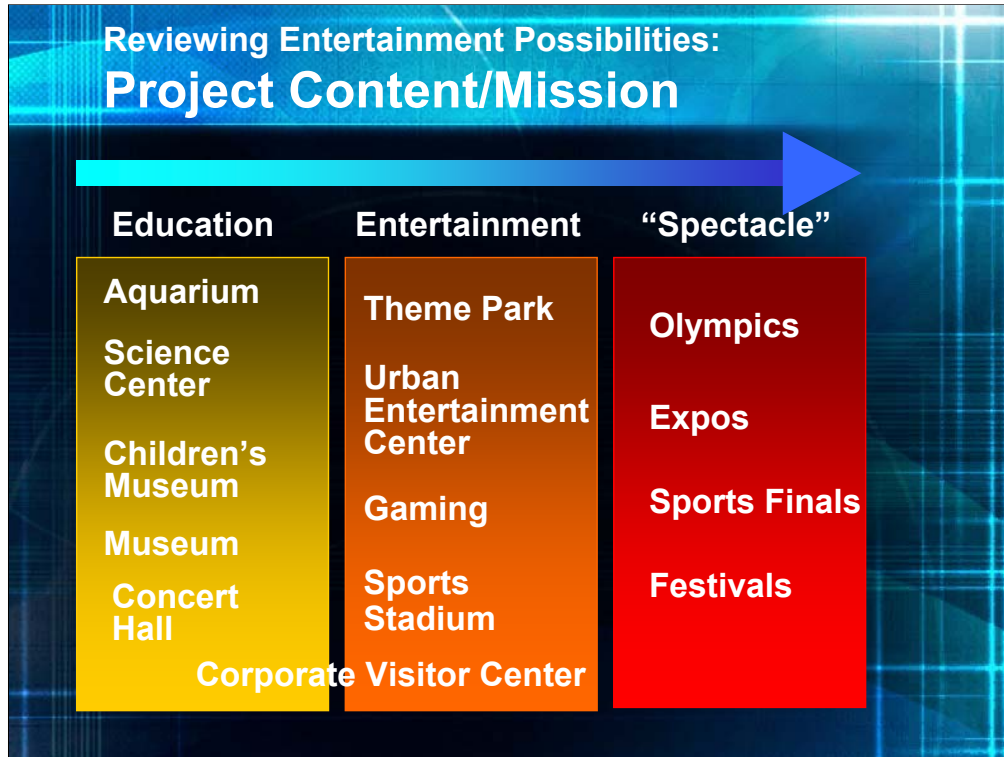 Reviewing Entertainment Possibilities:
Project Content/Mission
Education
Aquarium
Science
Center
Children’s
Museum
Museum
Concert
Hall
Entertainment
Theme Park
Urban
Entertainment
Center
Gaming
Sports
Stadium
Corporate Visitor Center
“Spectacle”
Olympics
Expos
Sports Finals
Festivals